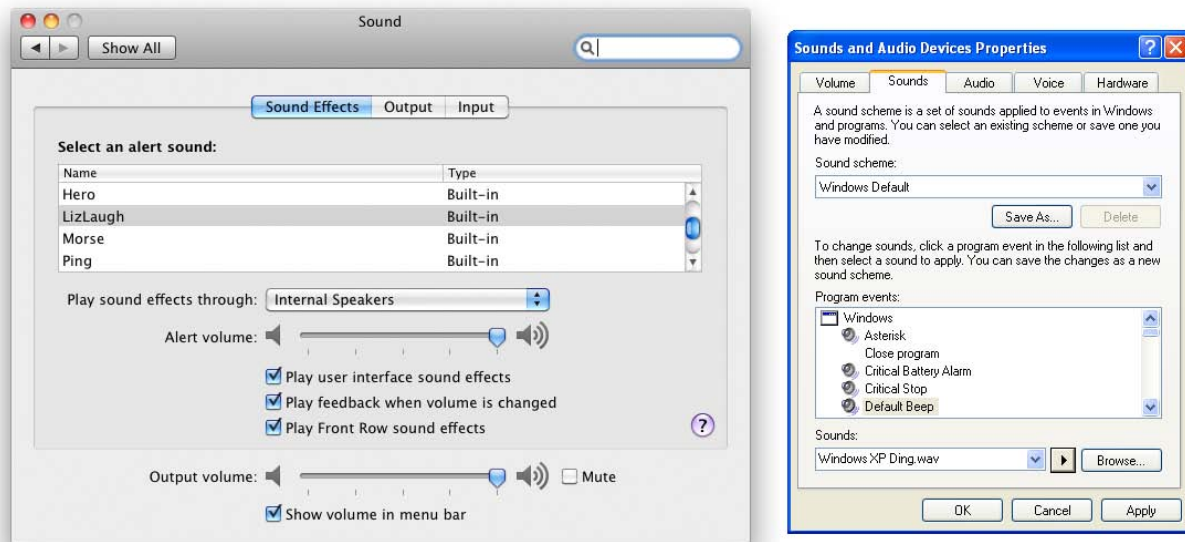 Sound
Show All
Sound Effects Output Input
Select an alert sound:
Name Type
Hero Built-in
LizLaugh Built-in
Morse Built-in
Ping Built-in
Play sound effects through: Internal Speakers
Alert volume:
Play user interface sound effects
Play feedback when volume is changed
Play Front Row sound effects
?
Output volume: Mute
Show volume in menu bar
Sounds and Audio Devices Properties ? X
Volume Sounds Audio Voice Hardware
A sound scheme is a set of sounds applied to events in Windows
and programs. You can select an existing scheme or save one you
have modified.
Sound scheme:
Windows Default
Save As... Delete
To change sounds, click a program event in the following list and
then select a sound to apply. You can save the changes as a new
sound scheme.
Program events:
Windows
Asterisk
Close program
Critical Battery Alarm
Critical Stop
Default Beep
Sounds:
Windows XP Ding.wav Browse...
OK Cancel Apply